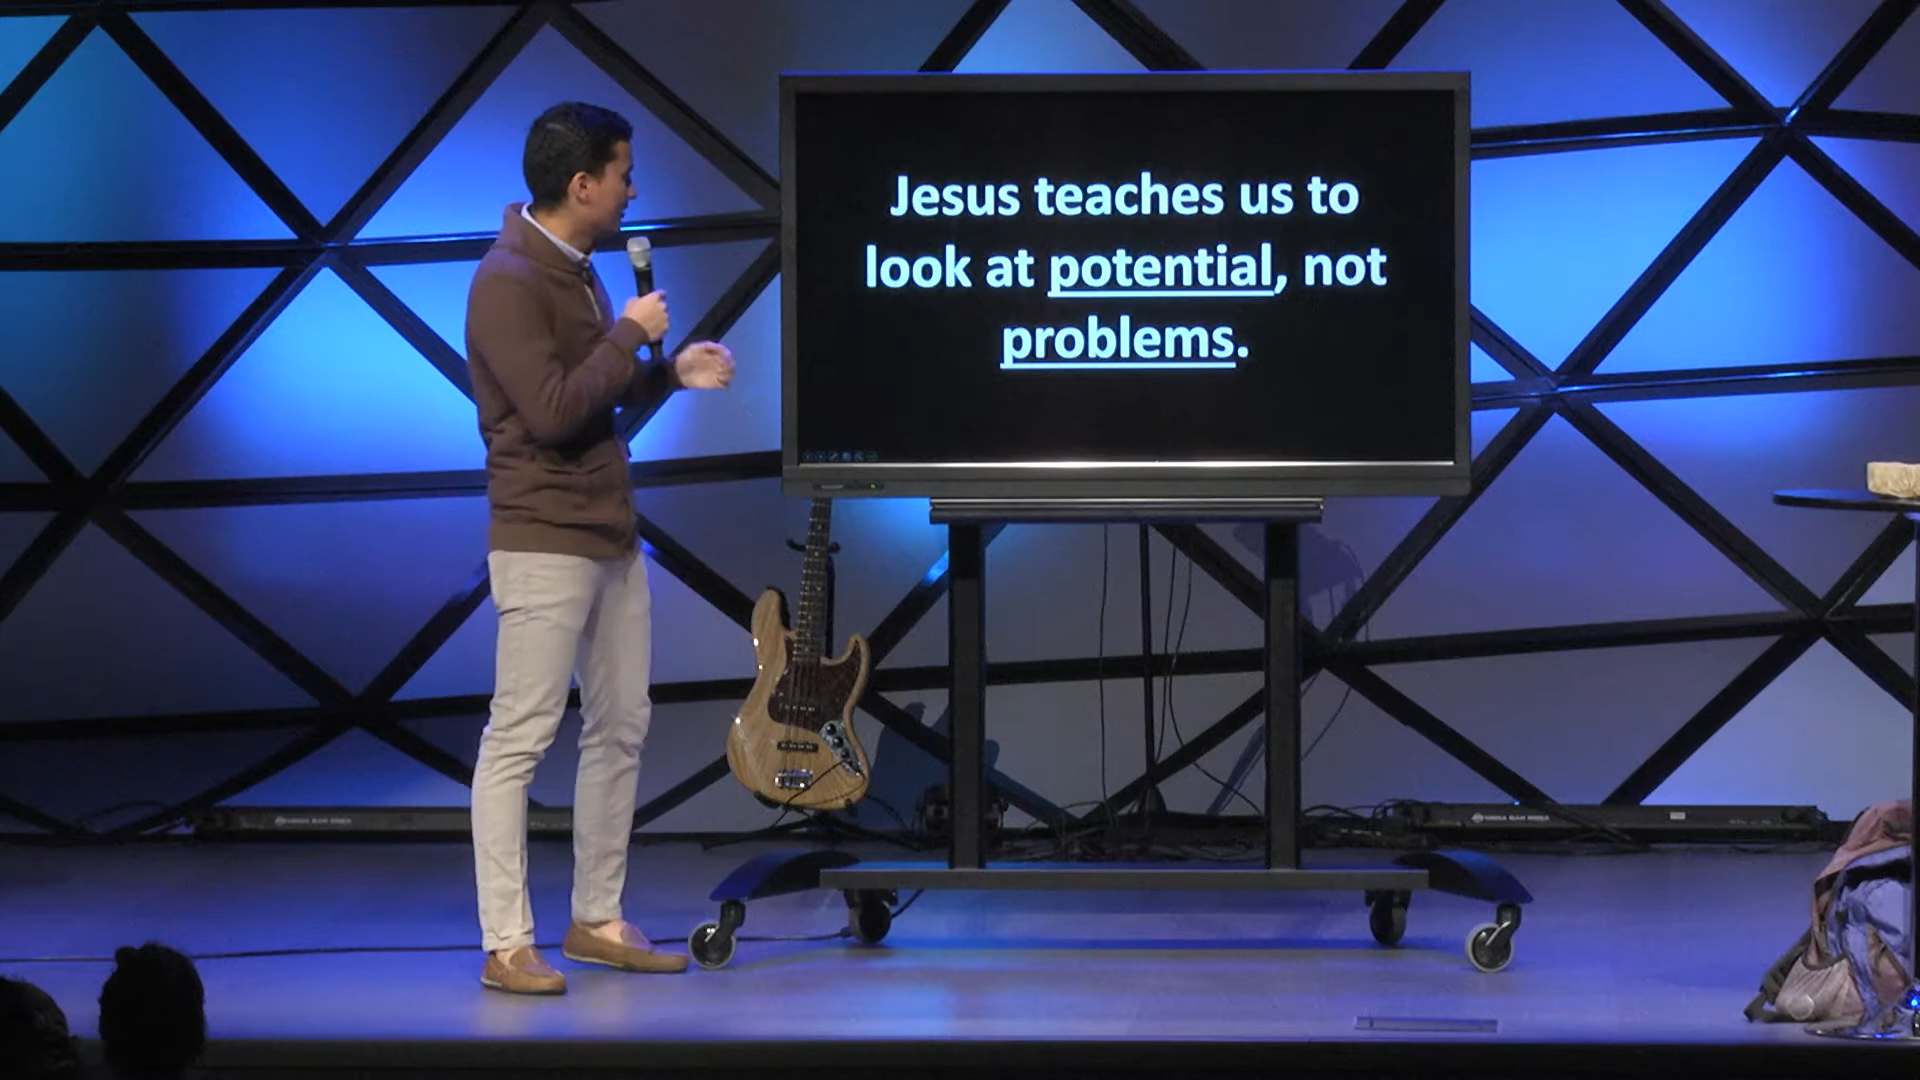 Jesus teaches us to
look at potential, not
problems.